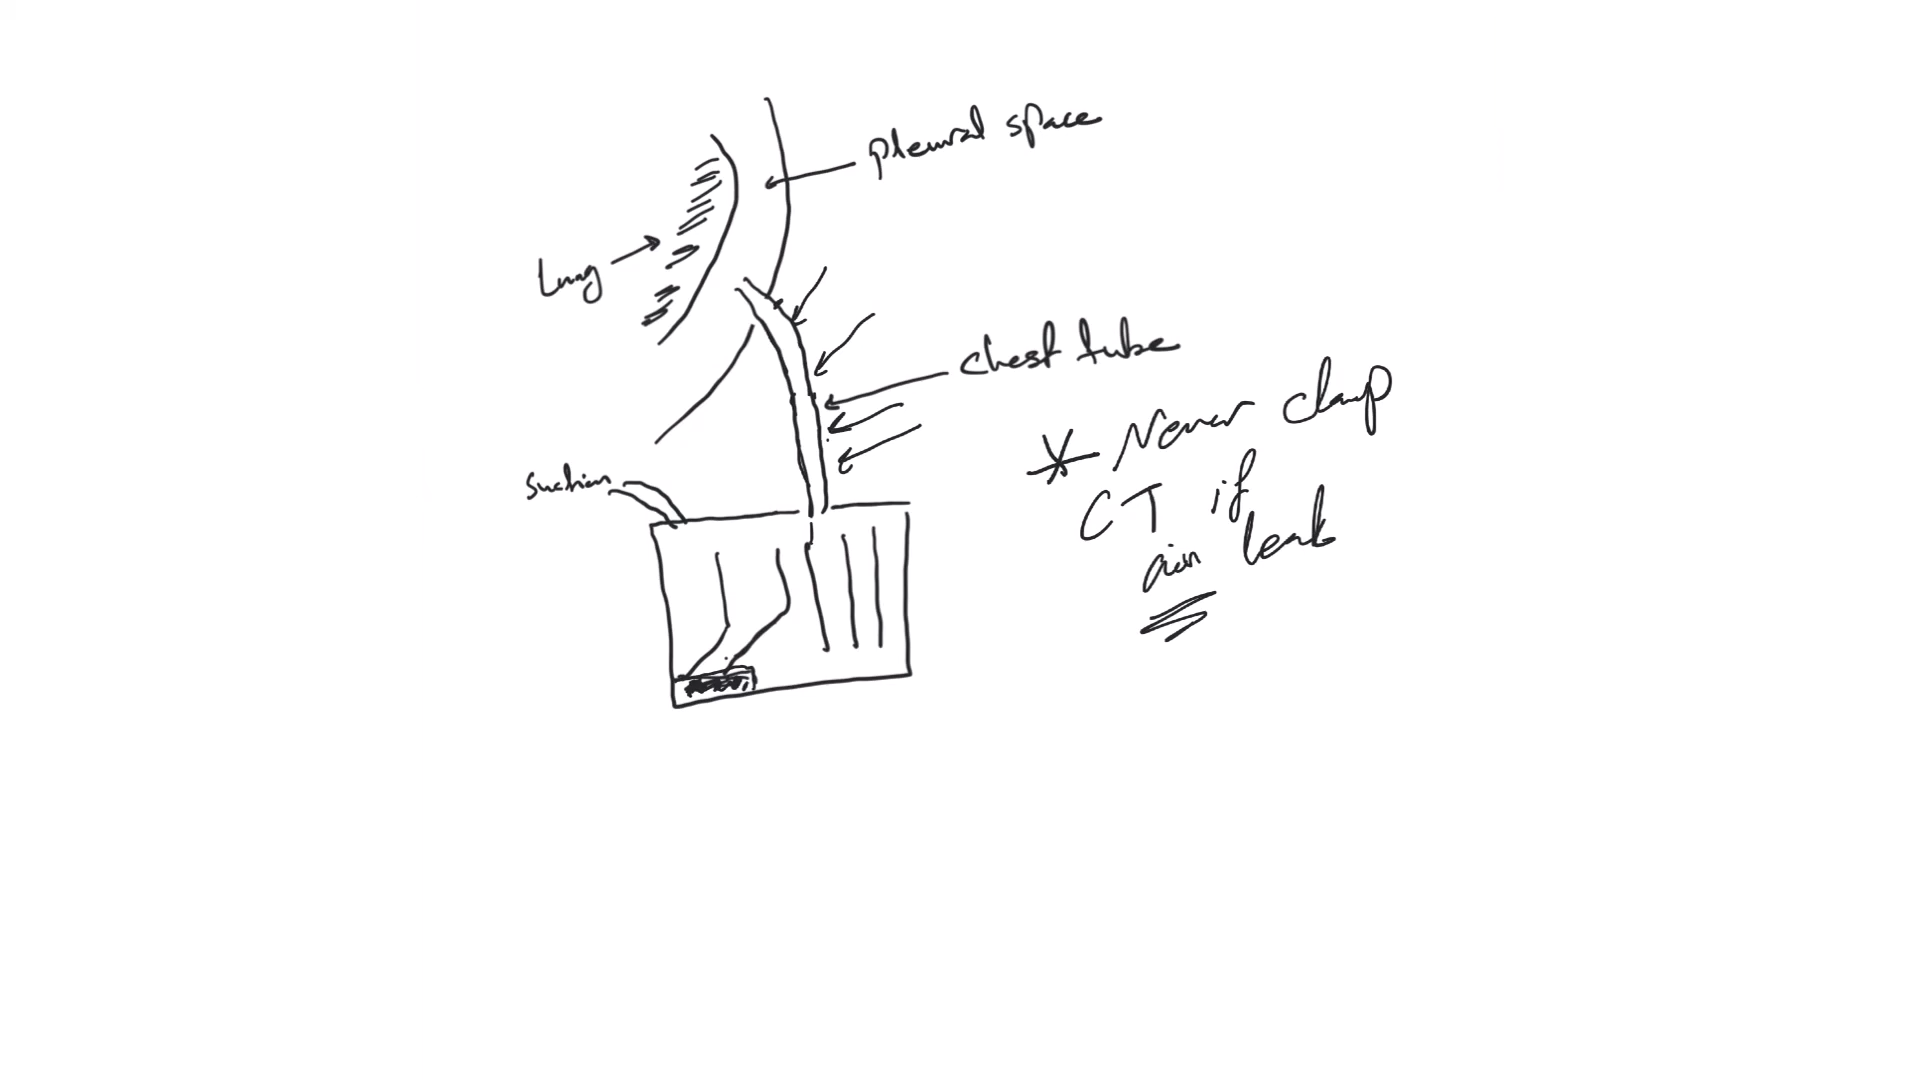 pleural space
Lung
chest tube
suction
* Never clamp
CT if
air leak